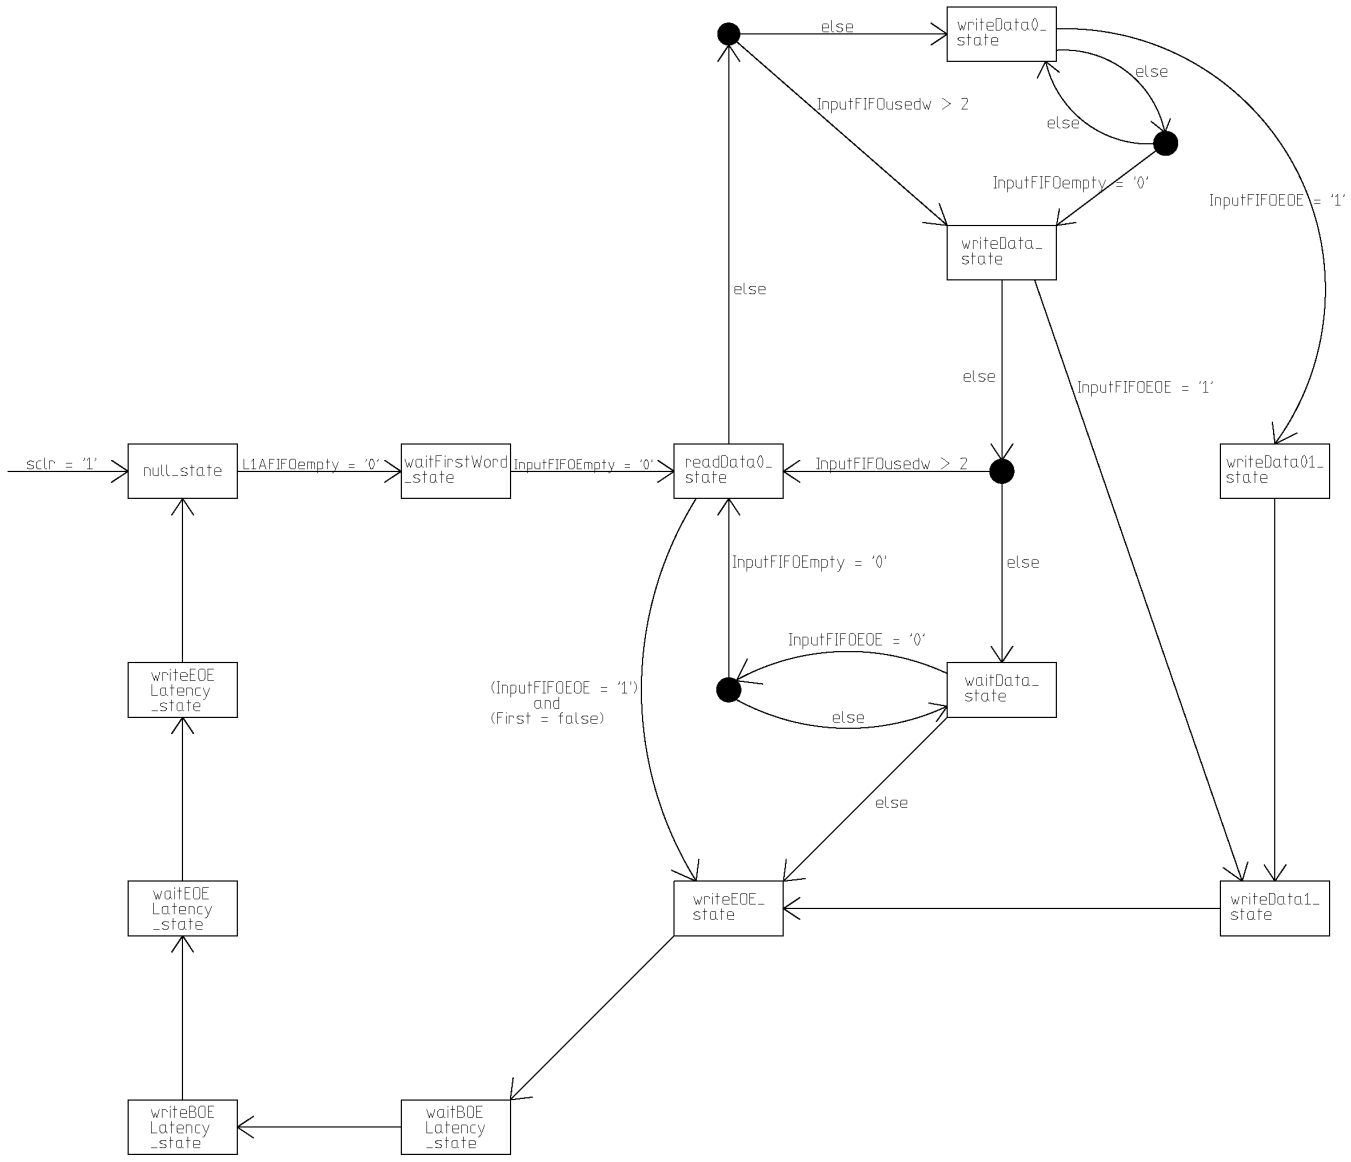 writeData0_
state
else
else
InputFIFOusedw > 2
else
InputFIFOempty = '0'
InputFIFOEOE = '1'
writeData_
state
else
else
InputFIFOEOE = '1'
sclr = '1'
null_state
L1AFIFOempty = '0'
waitFirstWord
_state
InputFIFOEmpty = '0'
readData0_
state
InputFIFOusedw > 2
writeData01_
state
InputFIFOEmpty = '0'
else
InputFIFOEOE = '0'
writeEOE
Latency
_state
(InputFIFOEOE = '1')
and
(First = false)
else
waitData_
state
else
waitEOE
Latency
_state
writeEOE_
state
writeData1_
state
writeBOE
Latency
_state
waitBOE
Latency
_state